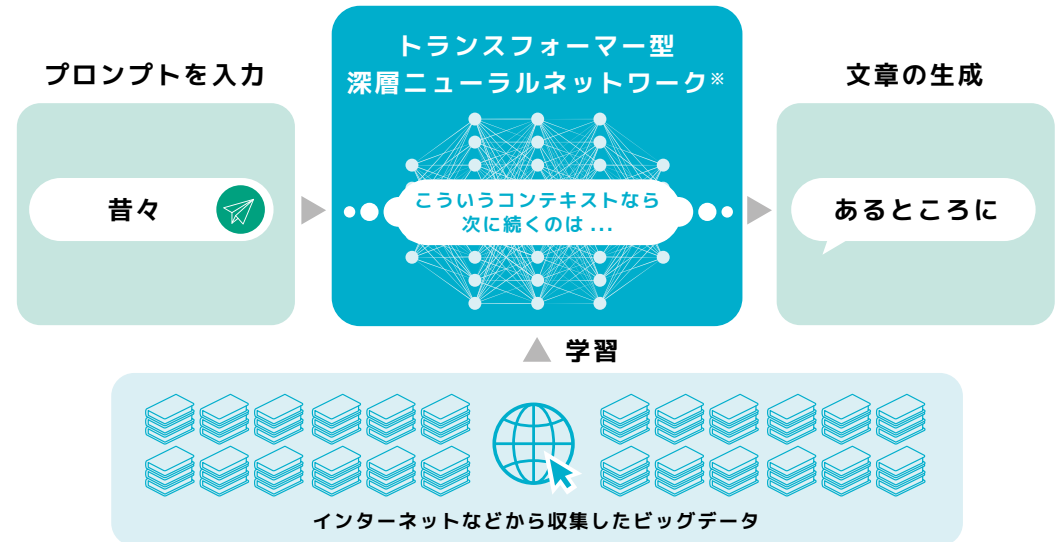 プロンプトを入力
昔々
トランスフォーマー型
深層ニューラルネットワーク※
こういうコンテキストなら
次に続くのは ...
文章の生成
あるところに
学習
インターネットなどから収集したビッグデータ